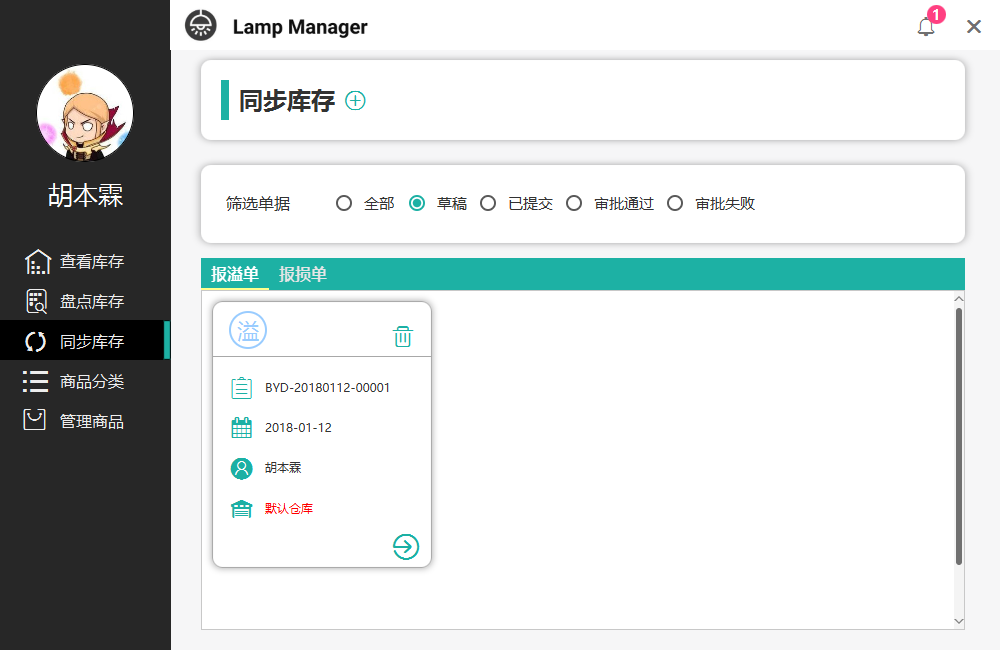 Lamp Manager
1
胡本霖
查看库存
盘点库存
同步库存
商品分类
管理商品
同步库存
筛选单据 全部 草稿 已提交 审批通过 审批失败
报溢单 报损单
溢
BYD-20180112-00001
2018-01-12
胡本霖
默认仓库